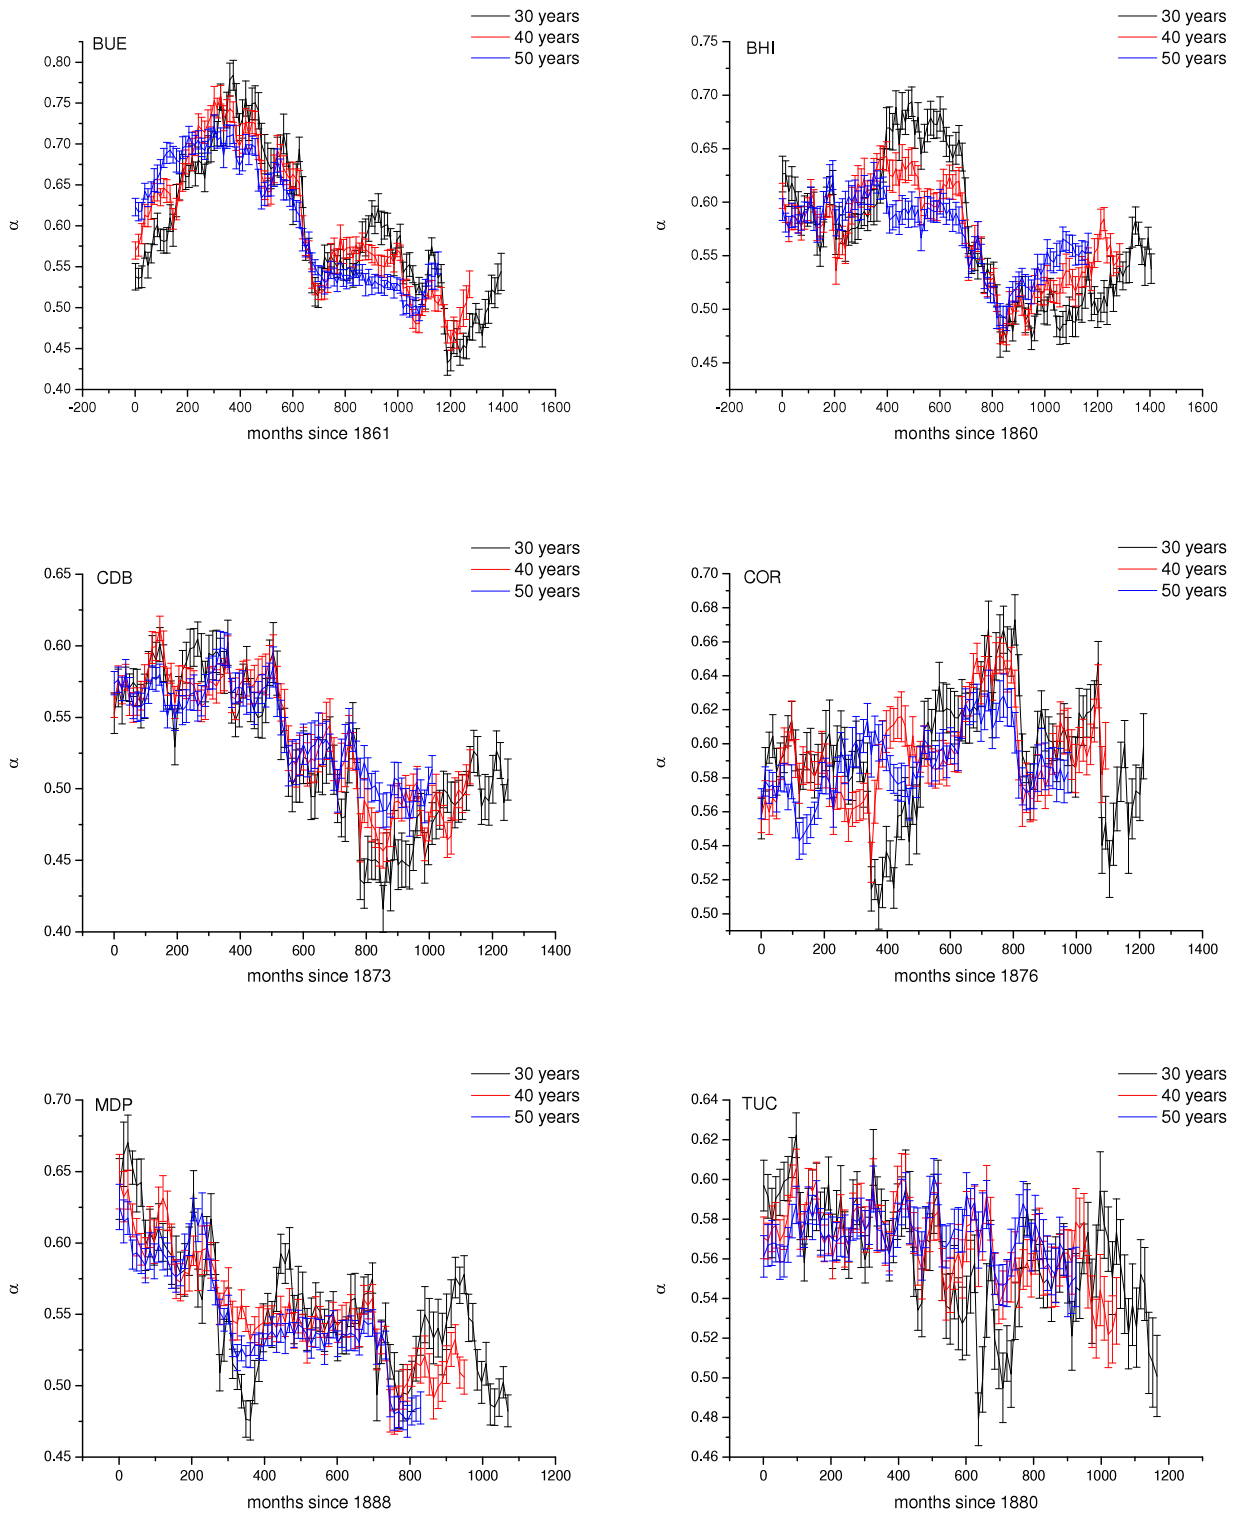 30 years
40 years
50 years
BUE
0.80
0.75
0.70
0.65
0.60
0.55
0.50
0.45
0.40
α
-200 0 200 400 600 800 1000 1200 1400 1600
months since 1861
30 years
40 years
50 years
BHI
0.75
0.70
0.65
0.60
0.55
0.50
0.45
α
-200 0 200 400 600 800 1000 1200 1400 1600
months since 1860
30 years
40 years
50 years
CDB
0.65
0.60
0.55
0.50
0.45
0.40
α
0 200 400 600 800 1000 1200 1400
months since 1873
30 years
40 years
50 years
COR
0.70
0.68
0.66
0.64
0.62
0.60
0.58
0.56
0.54
0.52
0.50
α
0 200 400 600 800 1000 1200 1400
months since 1876
30 years
40 years
50 years
MDP
0.70
0.65
0.60
0.55
0.50
0.45
α
0 200 400 600 800 1000 1200
months since 1888
30 years
40 years
50 years
TUC
0.64
0.62
0.60
0.58
0.56
0.54
0.52
0.50
0.48
0.46
α
0 200 400 600 800 1000 1200
months since 1880